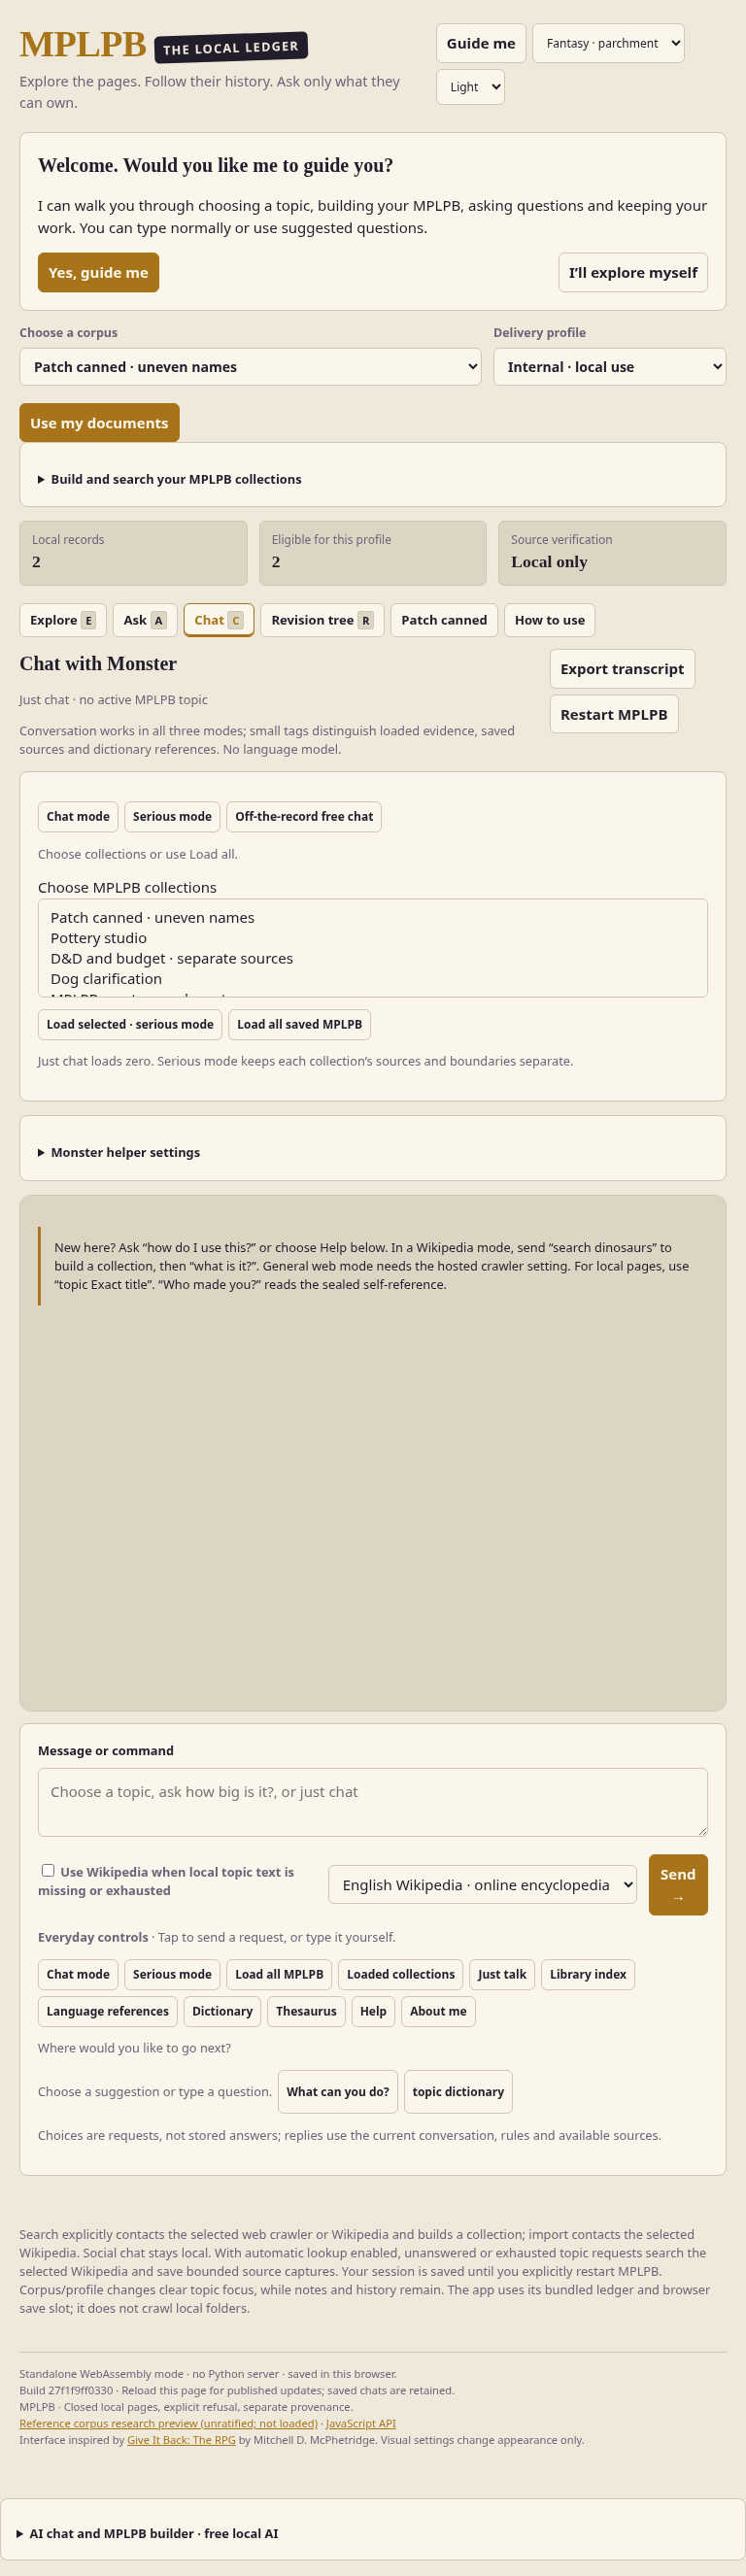 MPLPB THE LOCAL LEDGER
Explore the pages. Follow their history. Ask only what they
can own.
Guide me
Fantasy · parchment
Light
Welcome. Would you like me to guide you?
I can walk you through choosing a topic, building your MPLPB, asking questions and keeping your
work. You can type normally or use suggested questions.
Yes, guide me
I’ll explore myself
Choose a corpus
Delivery profile
Patch canned · uneven names
Internal · local use
Use my documents
Build and search your MPLPB collections
Local records
2
Eligible for this profile
2
Source verification
Local only
Explore E
Ask A
Chat C
Revision tree R
Patch canned
How to use
Chat with Monster
Just chat · no active MPLPB topic
Conversation works in all three modes; small tags distinguish loaded evidence, saved
sources and dictionary references. No language model.
Export transcript
Restart MPLPB
Chat mode
Serious mode
Off-the-record free chat
Choose collections or use Load all.
Choose MPLPB collections
Patch canned · uneven names
Pottery studio
D&D and budget · separate sources
Dog clarification
Load selected · serious mode
Load all saved MPLPB
Just chat loads zero. Serious mode keeps each collection’s sources and boundaries separate.
Monster helper settings
New here? Ask “how do I use this?” or choose Help below. In a Wikipedia mode, send “search dinosaurs” to
build a collection, then “what is it?”. General web mode needs the hosted crawler setting. For local pages, use
“topic Exact title”. “Who made you?” reads the sealed self-reference.
Message or command
Choose a topic, ask how big is it?, or just chat
Use Wikipedia when local topic text is
missing or exhausted
English Wikipedia · online encyclopedia
Send
→
Everyday controls · Tap to send a request, or type it yourself.
Chat mode
Serious mode
Load all MPLPB
Loaded collections
Just talk
Library index
Language references
Dictionary
Thesaurus
Help
About me
Where would you like to go next?
Choose a suggestion or type a question.
What can you do?
topic dictionary
Choices are requests, not stored answers; replies use the current conversation, rules and available sources.
Search explicitly contacts the selected web crawler or Wikipedia and builds a collection; import contacts the selected
Wikipedia. Social chat stays local. With automatic lookup enabled, unanswered or exhausted topic requests search the
selected Wikipedia and save bounded source captures. Your session is saved until you explicitly restart MPLPB.
Corpus/profile changes clear topic focus, while notes and history remain. The app uses its bundled ledger and browser
save slot; it does not crawl local folders.
Standalone WebAssembly mode · no Python server · saved in this browser.
Build 27f1f9ff0330 · Reload this page for published updates; saved chats are retained.
MPLPB · Closed local pages, explicit refusal, separate provenance.
Reference corpus research preview (unratified; not loaded) · JavaScript API
Interface inspired by Give It Back: The RPG by Mitchell D. McPhetridge. Visual settings change appearance only.
AI chat and MPLPB builder · free local AI